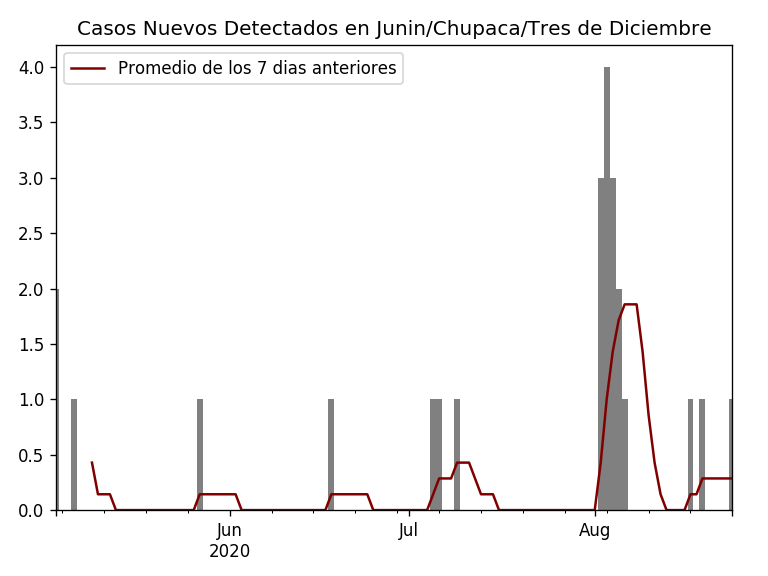 Casos Nuevos Detectados en Junin/Chupaca/Tres de Diciembre
Promedio de los 7 dias anteriores
4.0
3.5
3.0
2.5
2.0
1.5
1.0
0.5
0.0
Jun
2020
Jul
Aug